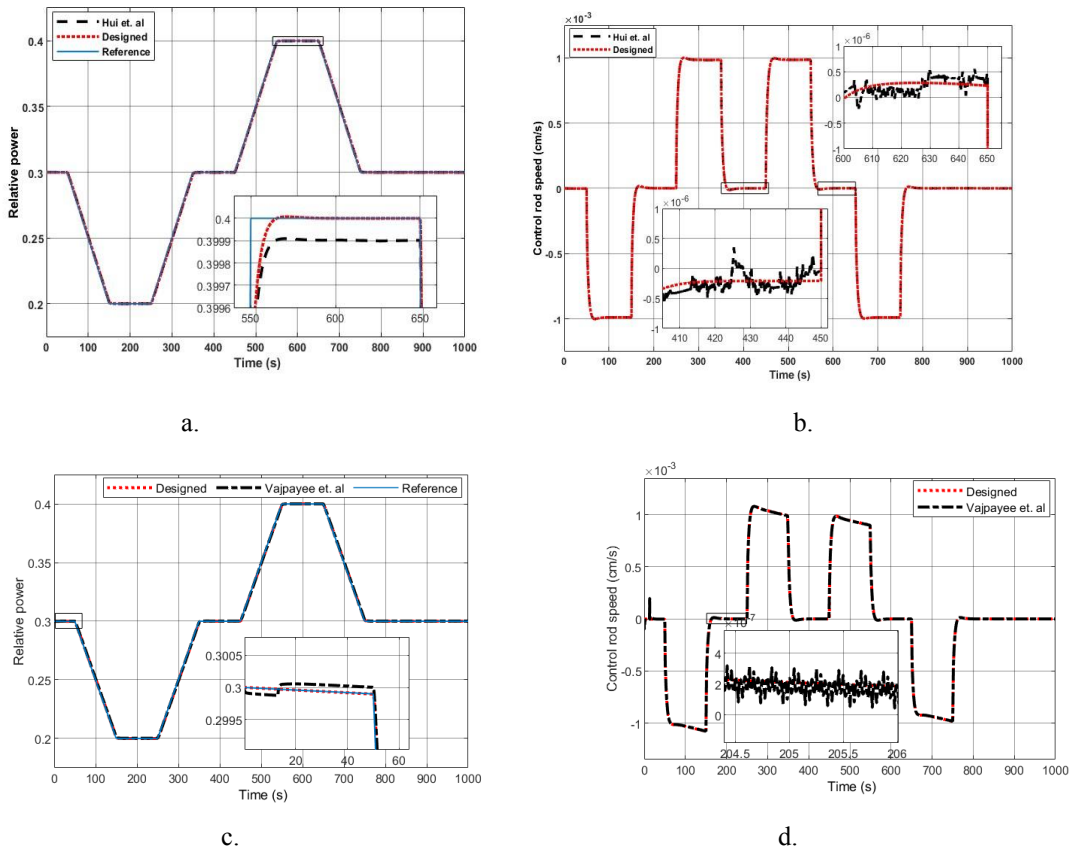 Hui et. al
Designed
Reference
Relative power
0.4
0.35
0.3
0.25
0.2
0.4
0.3999
0.3998
0.3996
550 600 650
0 100 200 300 400 500 600 700 800 900 1000
Time (s)
a.
×10⁻³
Hui et. al
Designed
Control rod speed (cm/s)
1
0.5
0
-0.5
-1
×10⁻⁶
1
0.5
0
-0.5
-1
600 610 620 630 640 650
×10⁻⁶
1
0.5
0
-0.5
-1
410 420 430 440 450
0 100 200 300 400 500 600 700 800 900 1000
Time (s)
b.
Designed Vajpayee et. al Reference
Relative power
0.4
0.35
0.3
0.25
0.2
0.3005
0.3
0.2995
20 40 60
0 100 200 300 400 500 600 700 800 900 1000
Time (s)
c.
×10⁻³
Designed
Vajpayee et. al
Control rod speed (cm/s)
1
0.5
0
-0.5
-1
4
2
0
204.5 205 205.5 206
0 100 200 300 400 500 600 700 800 900 1000
Time (s)
d.